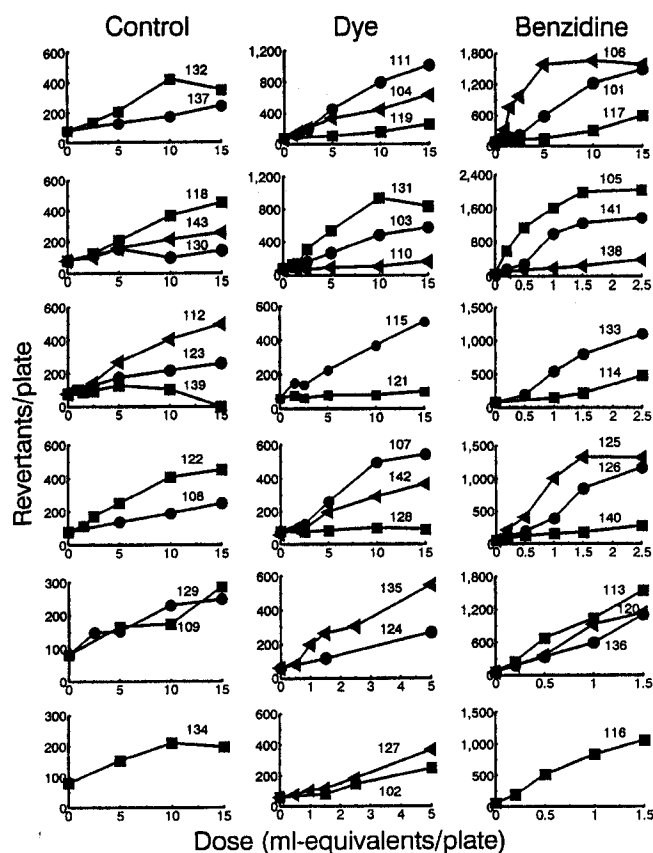 Control Dye Benzidine
Revertants/plate
600 400 200 0
132 137
0 5 10 15
1,200 800 400 0
111 104 119
0 5 10 15
1,800 1,200 600 0
106 101 117
0 5 10 15
600 400 200 0
118 143 130
0 5 10 15
1,200 800 400 0
131 103 110
0 5 10 15
2,400 1,600 800 0
105 141 138
0 0.5 1 1.5 2 2.5
600 400 200 0
112 123 139
0 5 10 15
600 400 200 0
115 121
0 5 10 15
1,500 1,000 500 0
133 114
0 0.5 1 1.5 2 2.5
600 400 200 0
122 108
0 5 10 15
600 400 200 0
107 142 128
0 5 10 15
1,500 1,000 500 0
125 126 140
0 0.5 1 1.5 2 2.5
300 200 100 0
129 109
0 5 10 15
600 400 200 0
135 124
0 1 2 3 4 5
1,800 1,200 600 0
113 120 136
0 0.5 1 1.5
300 200 100 0
134
0 5 10 15
600 400 200 0
127 102
0 1 2 3 4 5
1,500 1,000 500 0
116
0 0.5 1 1.5
Dose (ml-equivalents/plate)